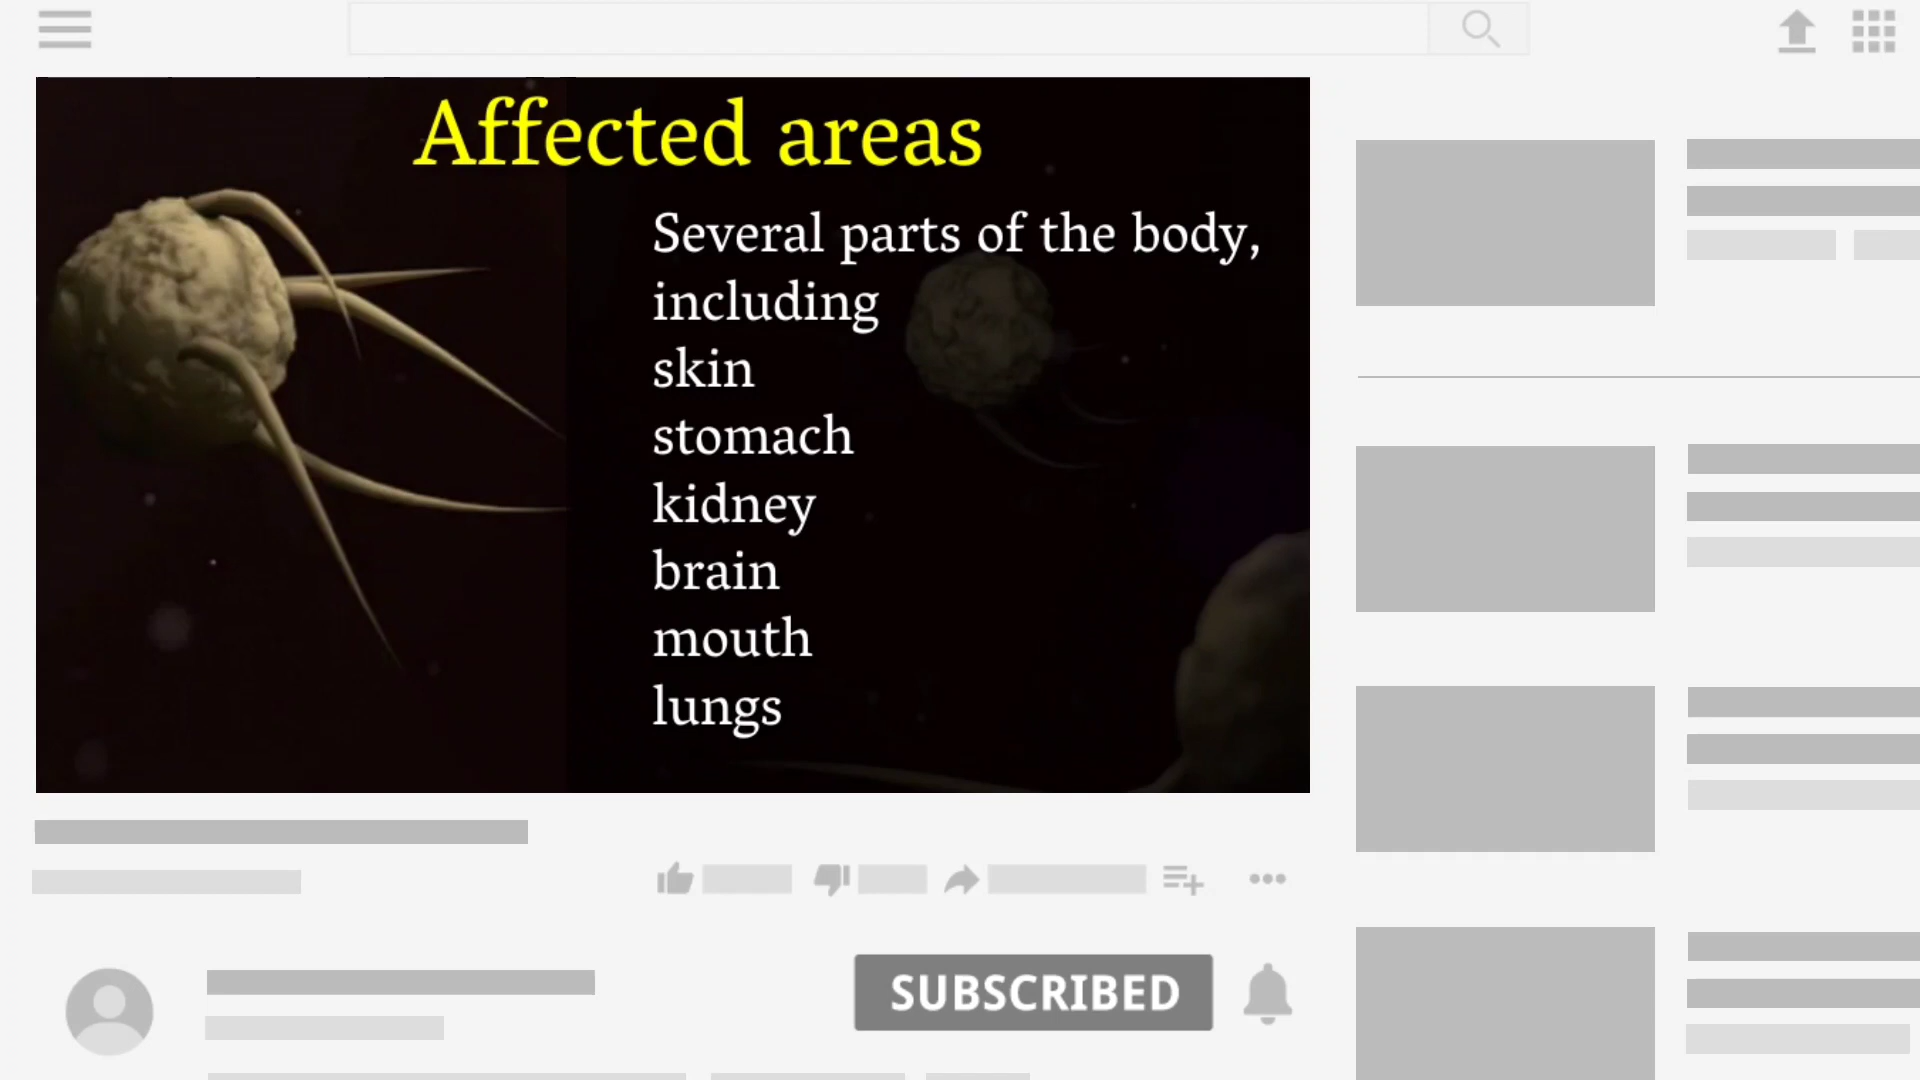 Affected areas
Several parts of the body,
including
skin
stomach
kidney
brain
mouth
lungs
SUBSCRIBED